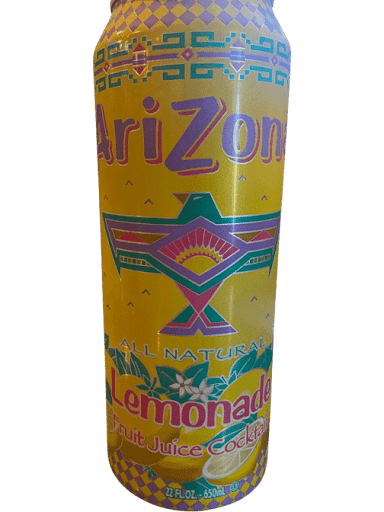 AriZona
ALL NATURAL
Lemonade
Fruit Juice Cocktail
22 FL.OZ. - 650mL